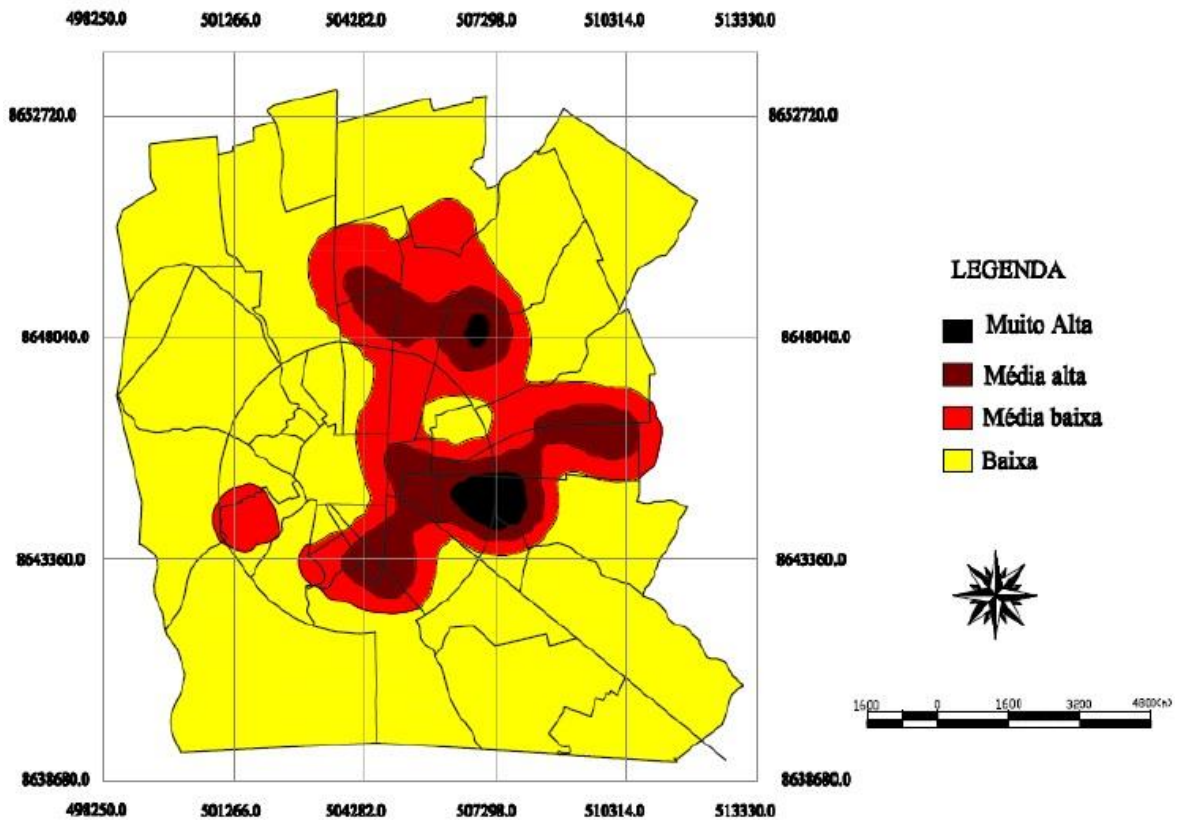 498250.0 501266.0 504282.0 507298.0 510314.0 513330.0
8652720.0 8652720.0
8648040.0 8648040.0
8643360.0 8643360.0
8638680.0 8638680.0
498250.0 501266.0 504282.0 507298.0 510314.0 513330.0
LEGENDA
Muito Alta
Média alta
Média baixa
Baixa
1600 0 1600 3200 4800(m)